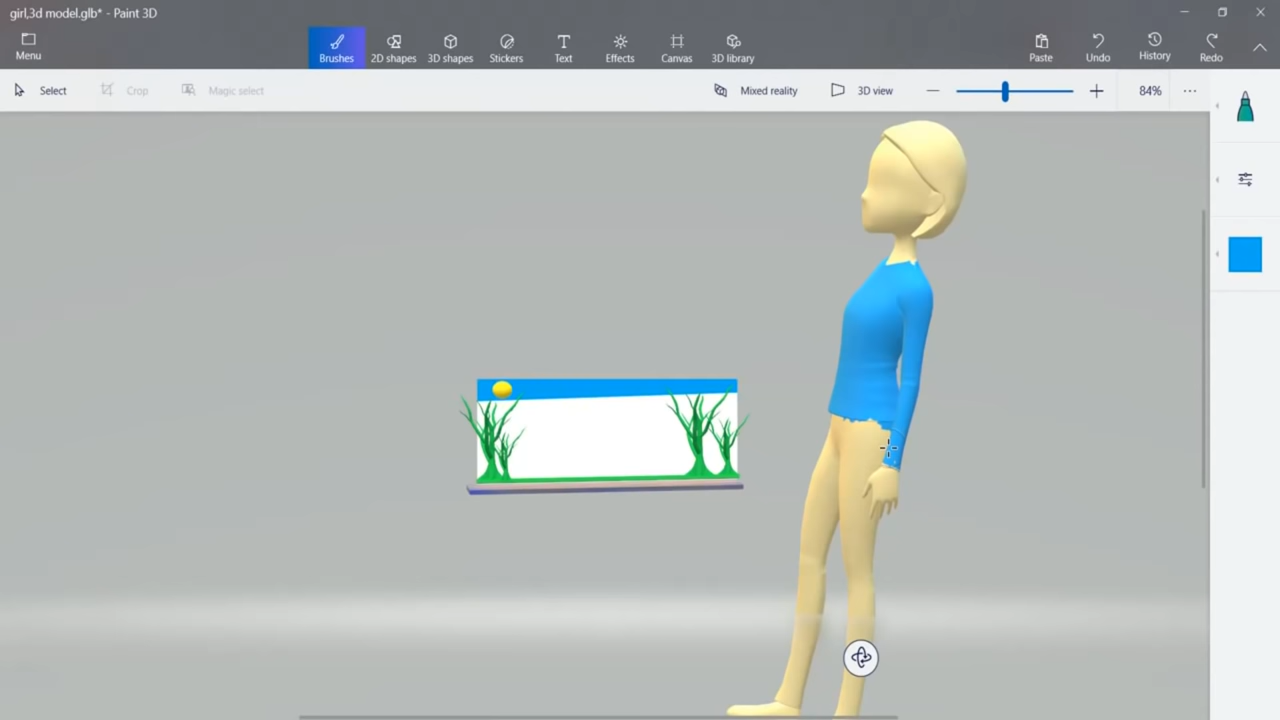 girl,3d model.glb* - Paint 3D
Menu
Brushes
2D shapes
3D shapes
Stickers
Text
Effects
Canvas
3D library
Paste
Undo
History
Redo
Select
Crop
Magic select
Mixed reality
3D view
84%